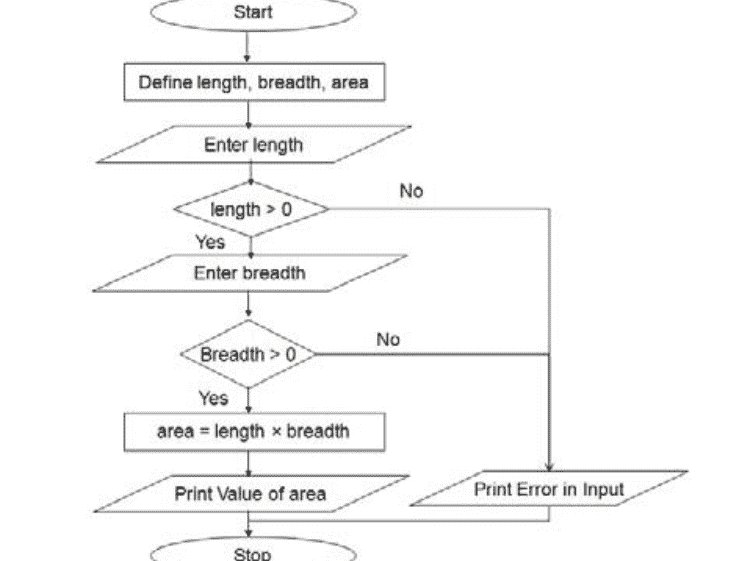 Start
Define length, breadth, area
Enter length
length > 0
No
Yes
Enter breadth
Breadth > 0
No
Yes
area = length × breadth
Print Value of area
Print Error in Input
Stop